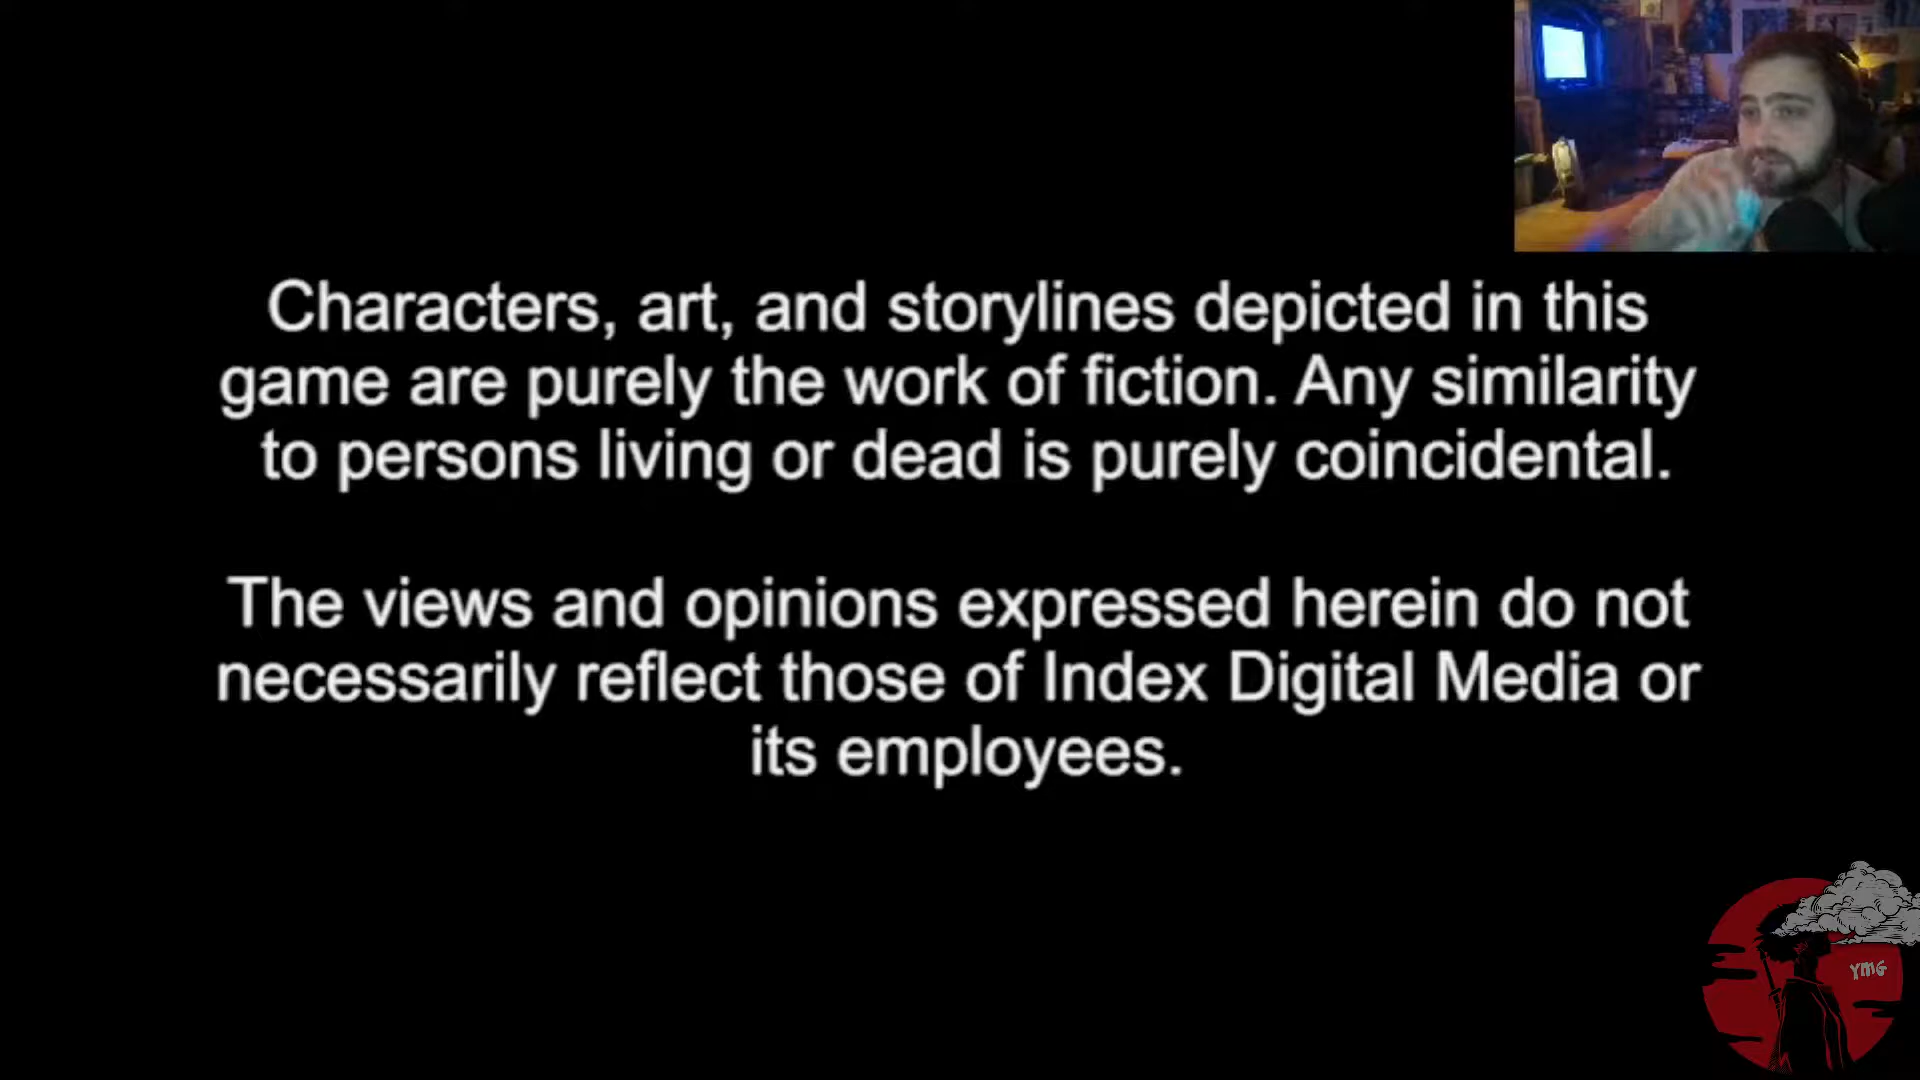 Characters, art, and storylines depicted in this
game are purely the work of fiction. Any similarity
to persons living or dead is purely coincidental.
The views and opinions expressed herein do not
necessarily reflect those of Index Digital Media or
its employees.
YMG